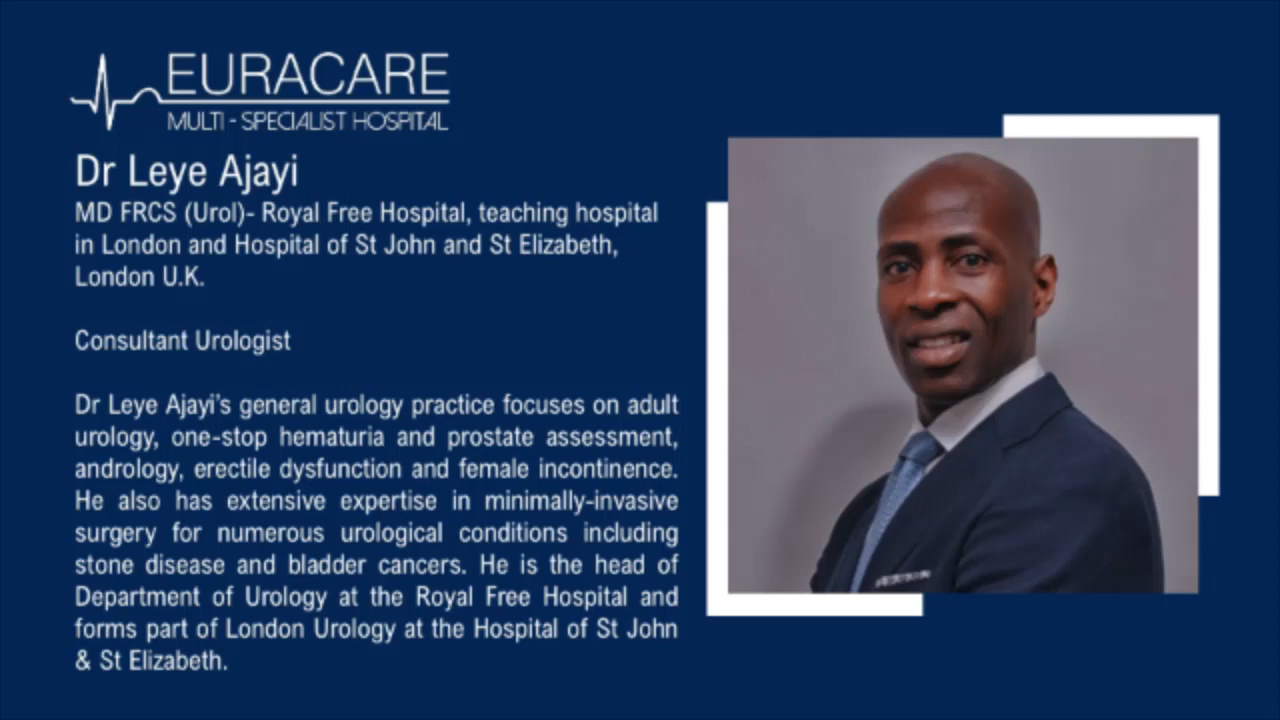 EURACARE
MULTI - SPECIALIST HOSPITAL
Dr Leye Ajayi
MD FRCS (Urol)- Royal Free Hospital, teaching hospital
in London and Hospital of St John and St Elizabeth,
London U.K.
Consultant Urologist
Dr Leye Ajayi's general urology practice focuses on adult
urology, one-stop hematuria and prostate assessment,
andrology, erectile dysfunction and female incontinence.
He also has extensive expertise in minimally-invasive
surgery for numerous urological conditions including
stone disease and bladder cancers. He is the head of
Department of Urology at the Royal Free Hospital and
forms part of London Urology at the Hospital of St John
& St Elizabeth.